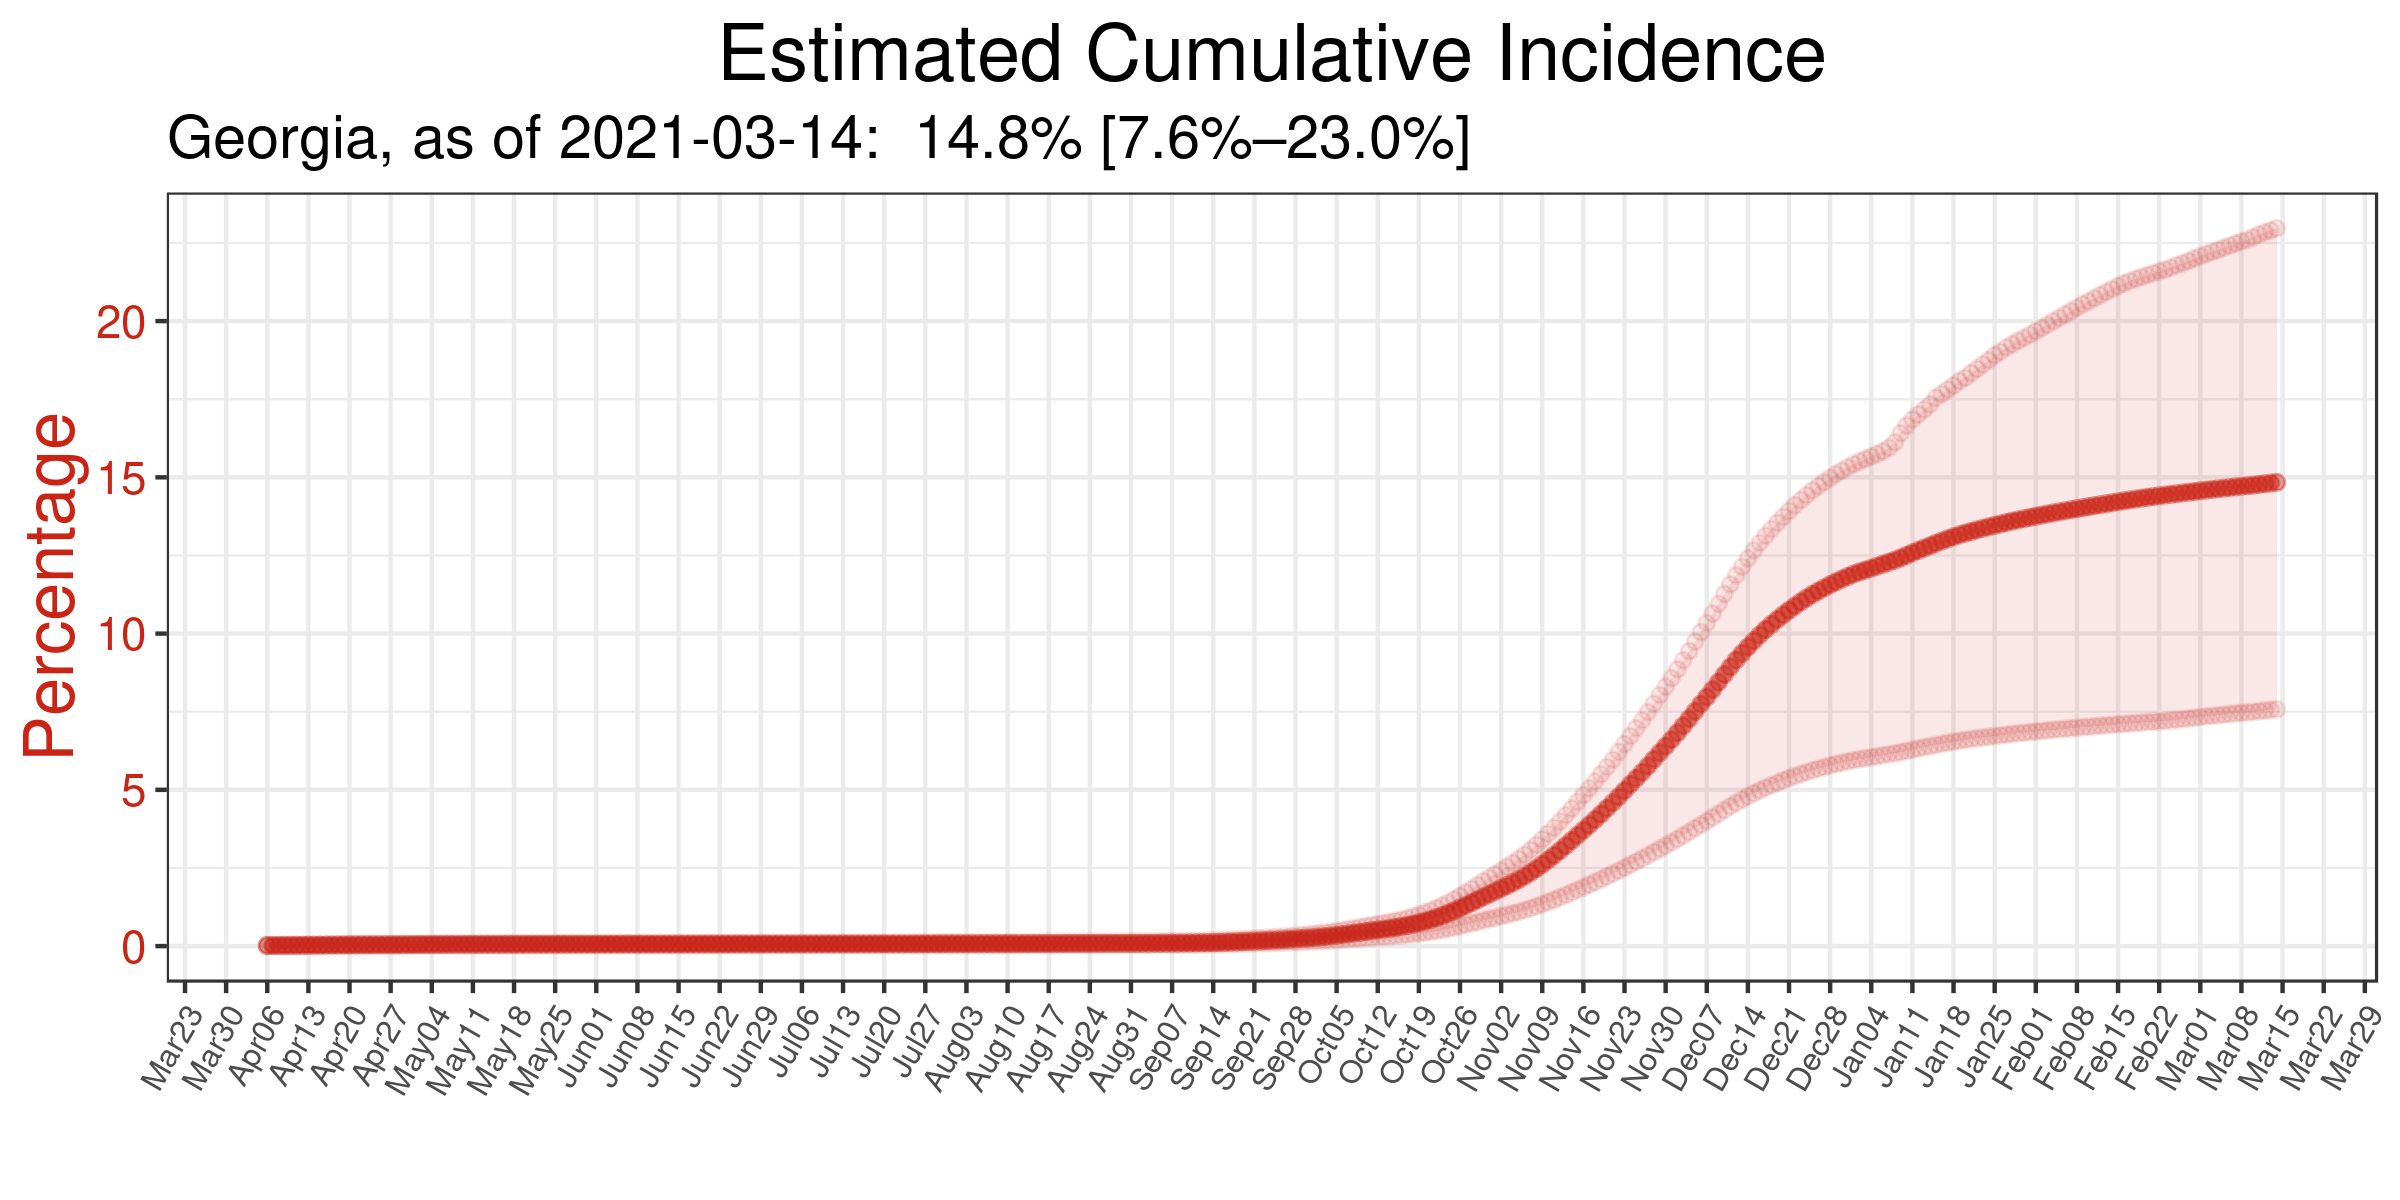 Estimated Cumulative Incidence
Georgia, as of 2021-03-14:  14.8% [7.6%–23.0%]
Percentage
20
15
10
5
0
Mar23
Mar30
Apr06
Apr13
Apr20
Apr27
May04
May11
May18
May25
Jun01
Jun08
Jun15
Jun22
Jun29
Jul06
Jul13
Jul20
Jul27
Aug03
Aug10
Aug17
Aug24
Aug31
Sep07
Sep14
Sep21
Sep28
Oct05
Oct12
Oct19
Oct26
Nov02
Nov09
Nov16
Nov23
Nov30
Dec07
Dec14
Dec21
Dec28
Jan04
Jan11
Jan18
Jan25
Feb01
Feb08
Feb15
Feb22
Mar01
Mar08
Mar15
Mar22
Mar29